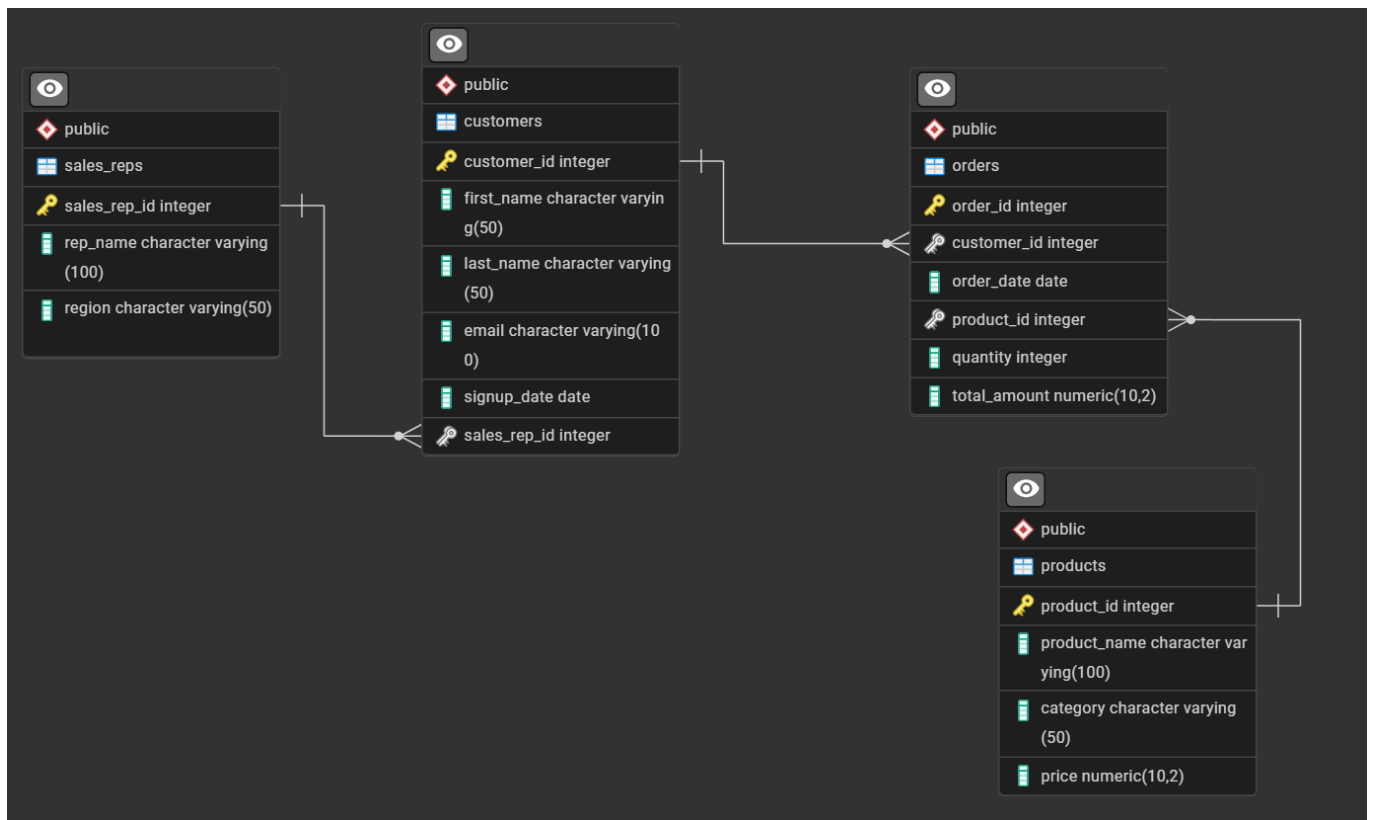 public
sales_reps
sales_rep_id integer
rep_name character varying
(100)
region character varying(50)
public
customers
customer_id integer
first_name character varyin
g(50)
last_name character varying
(50)
email character varying(10
0)
signup_date date
sales_rep_id integer
public
orders
order_id integer
customer_id integer
order_date date
product_id integer
quantity integer
total_amount numeric(10,2)
public
products
product_id integer
product_name character var
ying(100)
category character varying
(50)
price numeric(10,2)